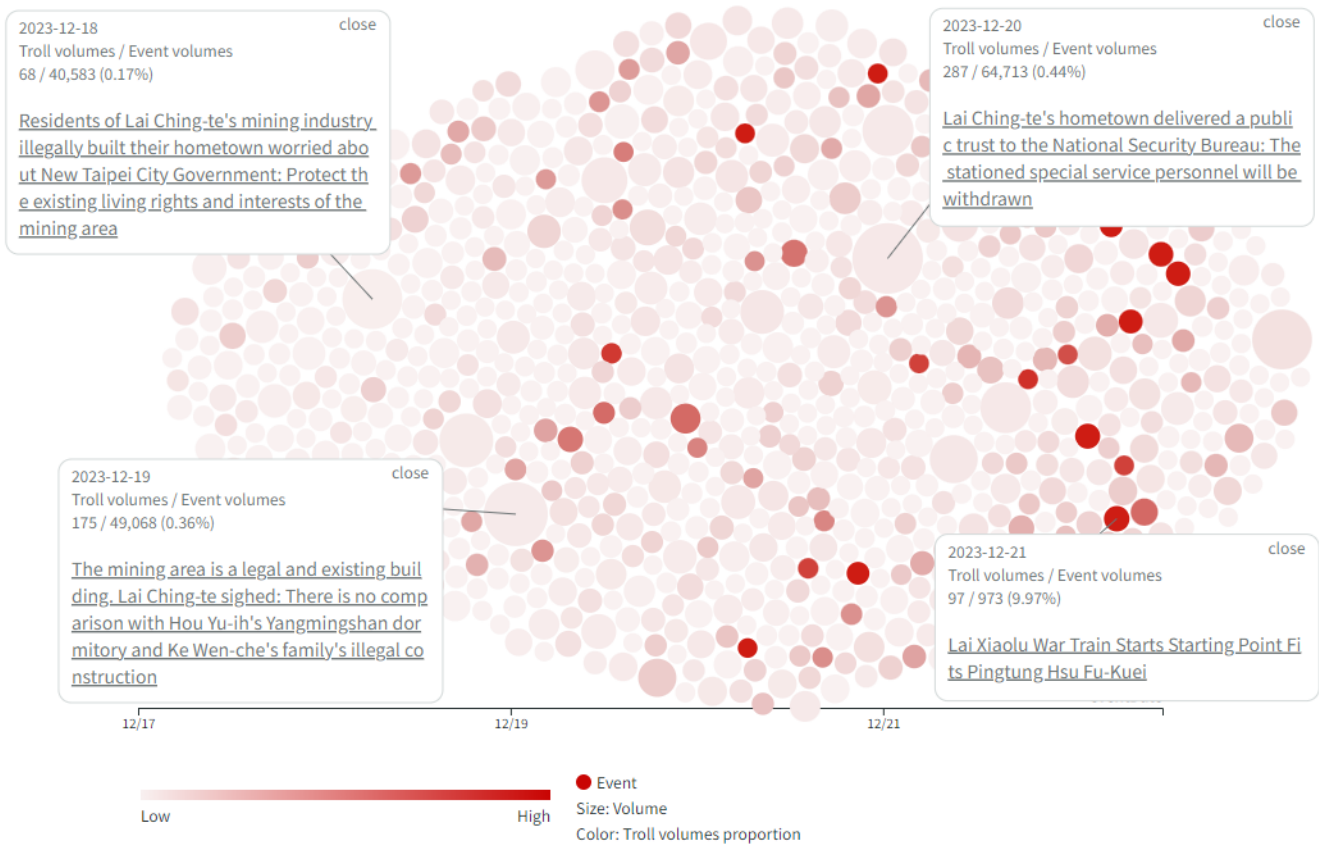 2023-12-18
close
Troll volumes / Event volumes
68 / 40,583 (0.17%)
Residents of Lai Ching-te's mining industry
illegally built their hometown worried abo
ut New Taipei City Government: Protect th
e existing living rights and interests of the
mining area
2023-12-20
close
Troll volumes / Event volumes
287 / 64,713 (0.44%)
Lai Ching-te's hometown delivered a publi
c trust to the National Security Bureau: The
stationed special service personnel will be
withdrawn
2023-12-19
close
Troll volumes / Event volumes
175 / 49,068 (0.36%)
The mining area is a legal and existing buil
ding. Lai Ching-te sighed: There is no comp
arison with Hou Yu-ih's Yangmingshan dor
mitory and Ke Wen-che's family's illegal co
nstruction
2023-12-21
close
Troll volumes / Event volumes
97 / 973 (9.97%)
Lai Xiaolu War Train Starts Starting Point Fi
ts Pingtung Hsu Fu-Kuei
12/17
12/19
12/21
Low
High
Event
Size: Volume
Color: Troll volumes proportion